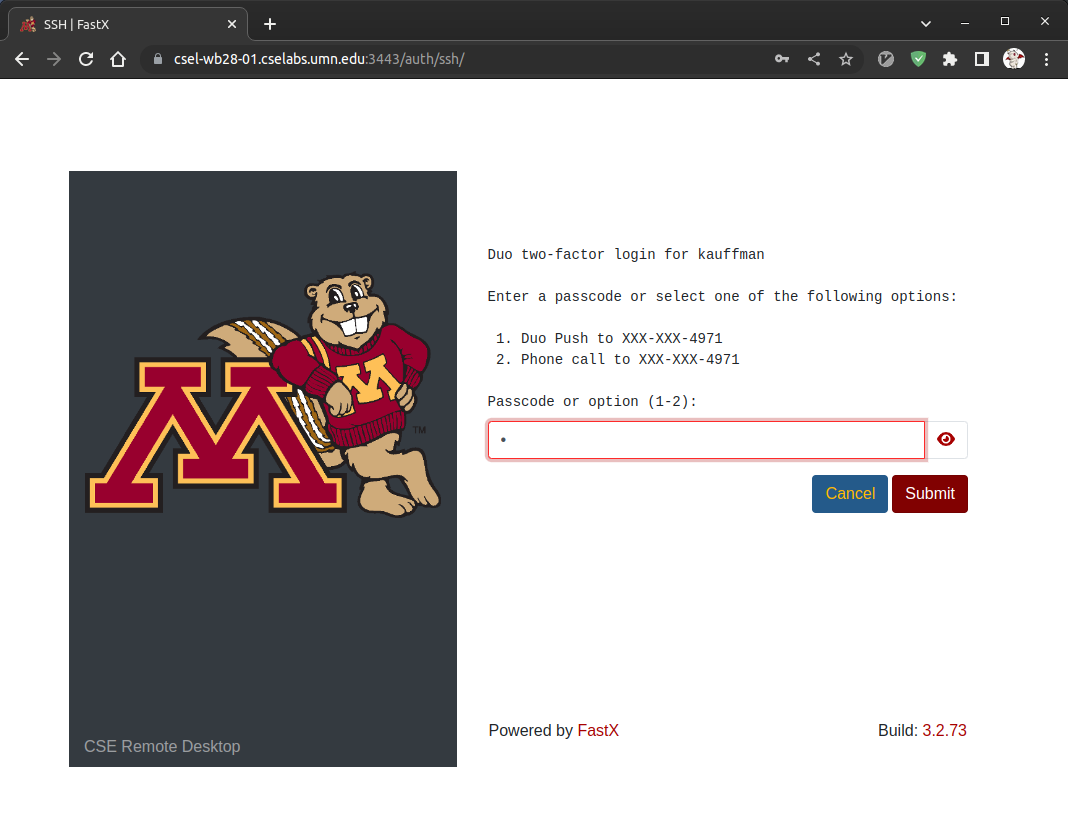 SSH | FastX
csel-wb28-01.cselabs.umn.edu:3443/auth/ssh/
Duo two-factor login for kauffman
Enter a passcode or select one of the following options:
1. Duo Push to XXX-XXX-4971
2. Phone call to XXX-XXX-4971
Passcode or option (1-2):
Cancel Submit
M
M
TM
CSE Remote Desktop
Powered by FastX
Build: 3.2.73